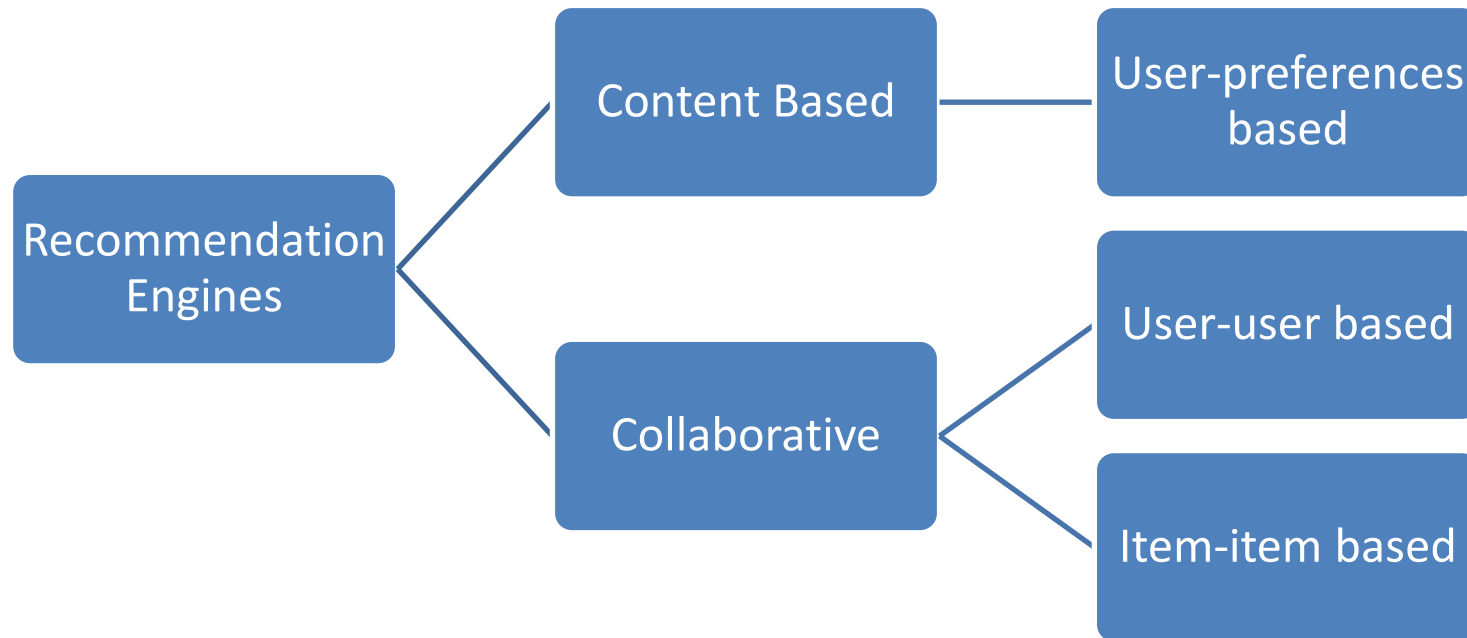 Recommendation
Engines
Content Based
Collaborative
User-preferences
based
User-user based
Item-item based